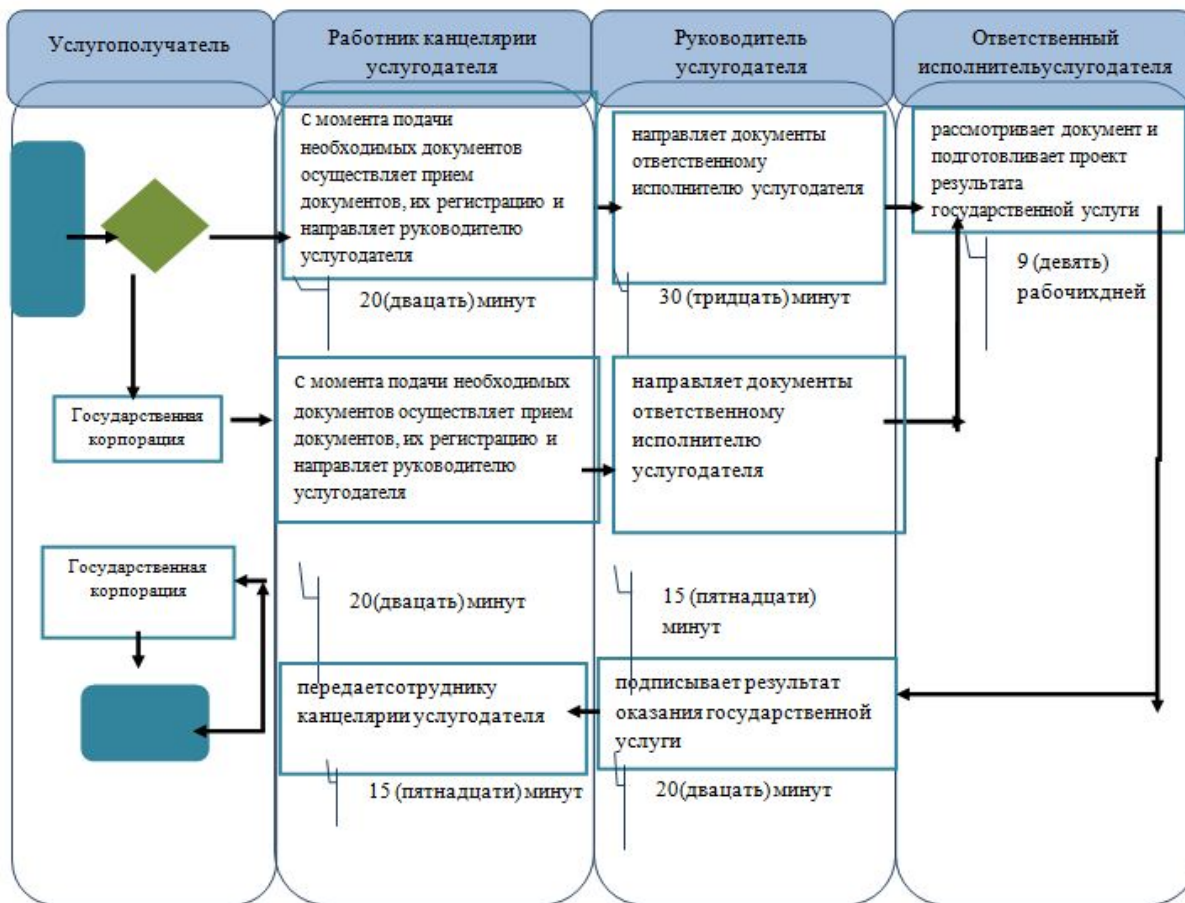 Услугополучатель
Работник канцелярии
услугодателя
Руководитель
услугодателя
Ответственный
исполнительуслугодателя
с момента подачи
необходимых документов
осуществляет прием
документов, их регистрацию и
направляет руководителю
услугодателя
направляет документы
ответственному
исполнителю услугодателя
рассмотривает документ и
подготовливает проект
результата
государственной услуги
20(двацать) минут
30 (тридцать) минут
9 (девять)
рабочихдней
Государственная
корпорация
с момента подачи необходимых
документов осуществляет прием
документов, их регистрацию и
направляет руководителю
услугодателя
направляет документы
ответственному
исполнителю
услугодателя
Государственная
корпорация
20(двацать) минут
15 (пятнадцати)
минут
передаетсотруднику
канцелярии услугодателя
подписывает результат
оказания государственной
услуги
15 (пятнадцати) минут
20(двацать) минут